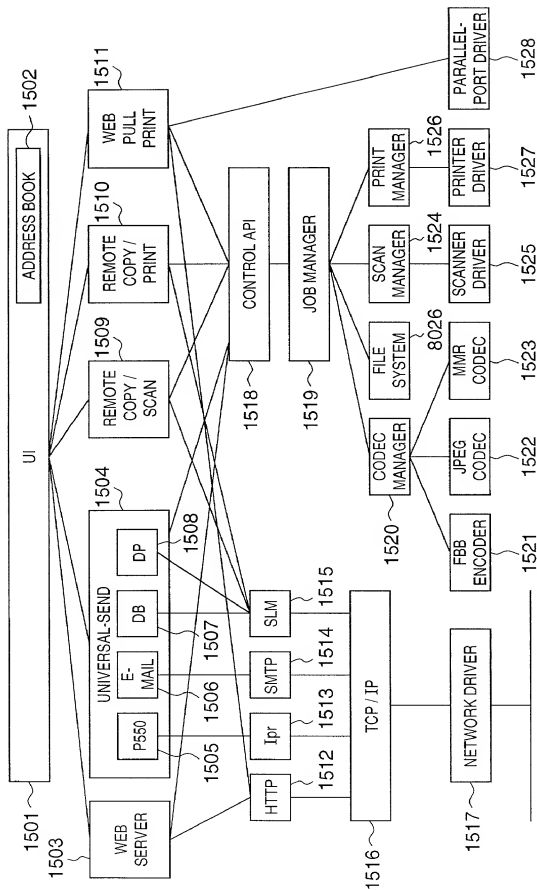 1501
UI
ADDRESS BOOK
1502
1503
WEB
SERVER
UNIVERSAL-SEND
1504
P550
1505
E-
MAIL
1506
DB
1507
DP
1508
REMOTE
COPY /
SCAN
1509
REMOTE
COPY /
PRINT
1510
WEB
PULL
PRINT
1511
HTTP
1512
Ipr
1513
SMTP
1514
SLM
1515
CONTROL API
1518
JOB MANAGER
1519
TCP / IP
1516
CODEC
MANAGER
1520
FILE
SYSTEM
8026
SCAN
MANAGER
1524
PRINT
MANAGER
1526
NETWORK DRIVER
1517
FBB
ENCODER
1521
JPEG
CODEC
1522
MMR
CODEC
1523
SCANNER
DRIVER
1525
PRINTER
DRIVER
1527
PARALLEL-
PORT DRIVER
1528